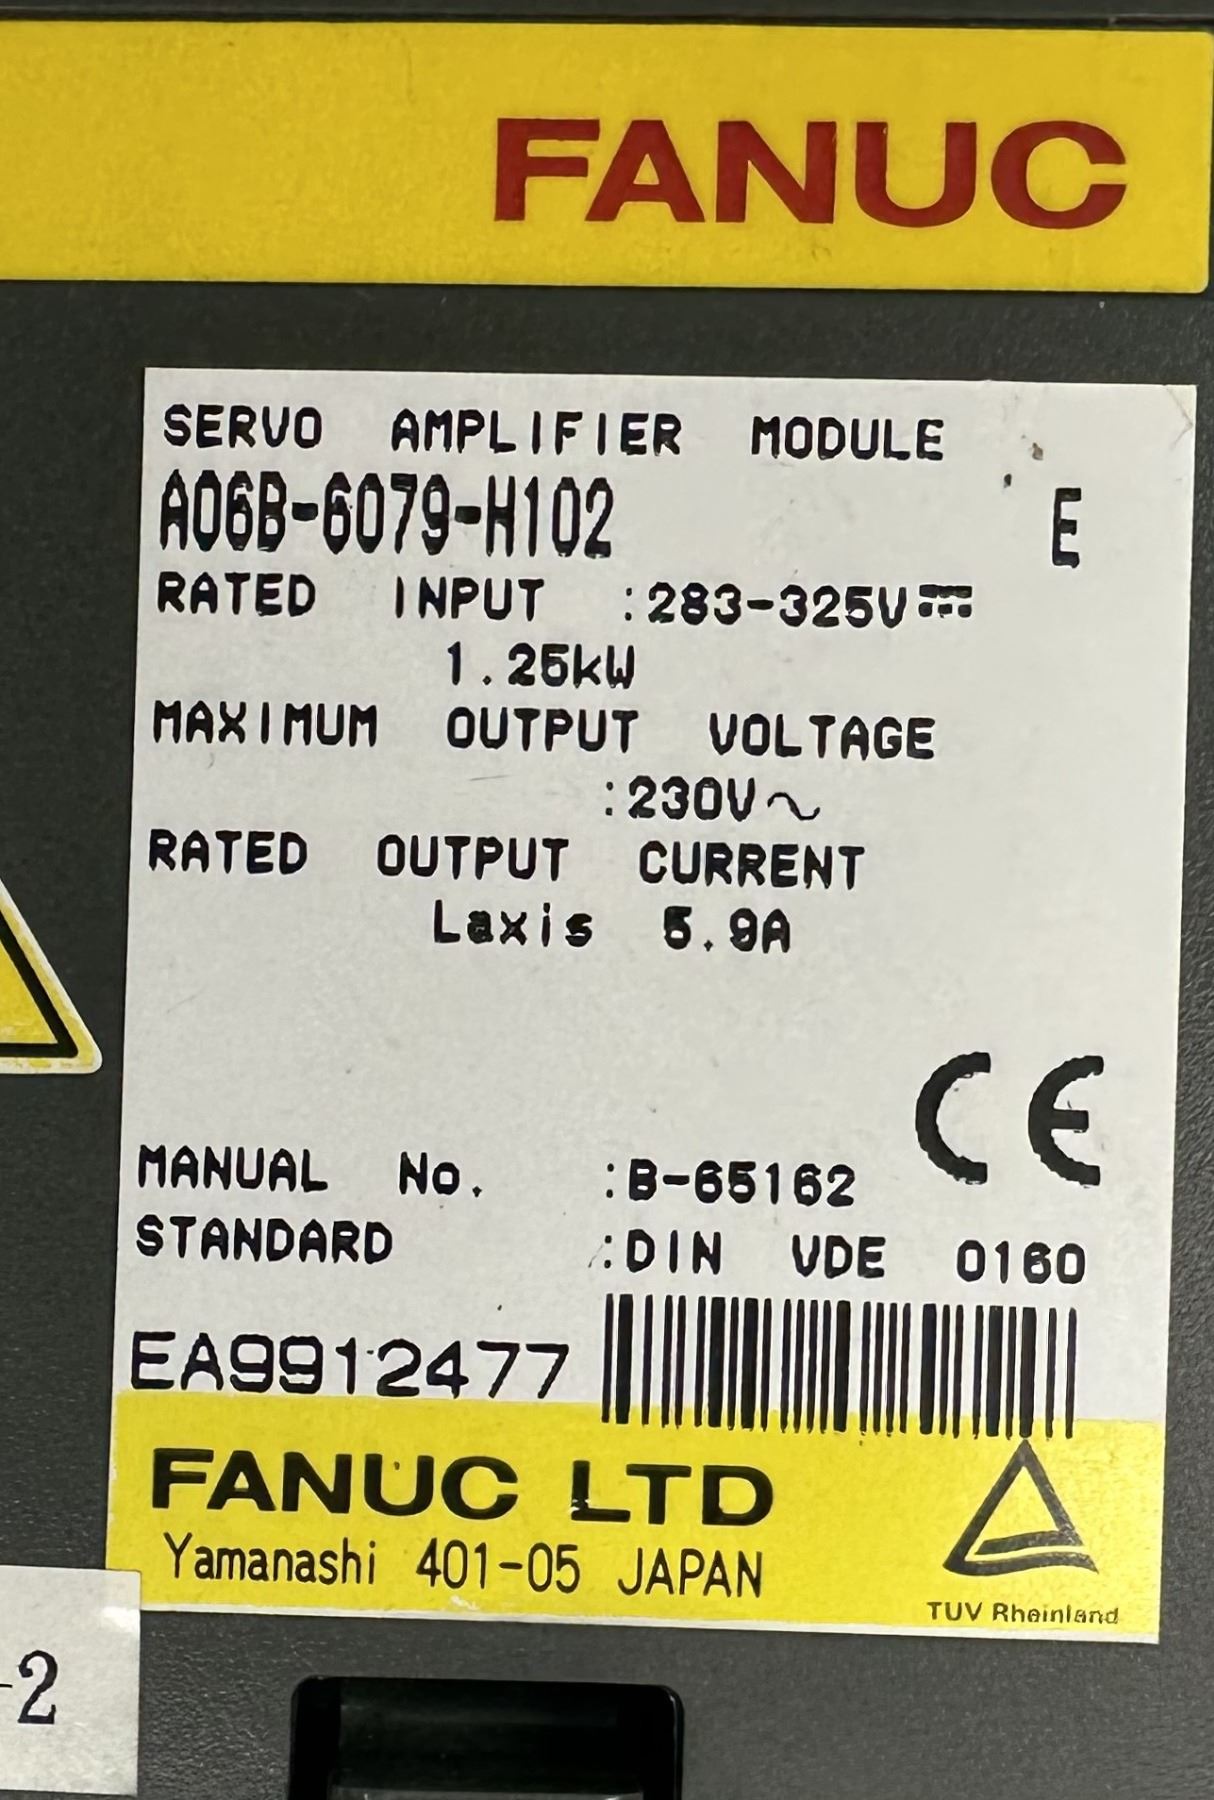 FANUC
SERVO AMPLIFIER MODULE
A06B-6079-H102 E
RATED INPUT :283-325V⎓
1.25kW
MAXIMUM OUTPUT VOLTAGE
:230V∿
RATED OUTPUT CURRENT
Laxis 5.9A
CE
MANUAL No. :B-65162
STANDARD :DIN VDE 0160
EA9912477
FANUC LTD
Yamanashi 401-05 JAPAN
TUV Rheinland
-2